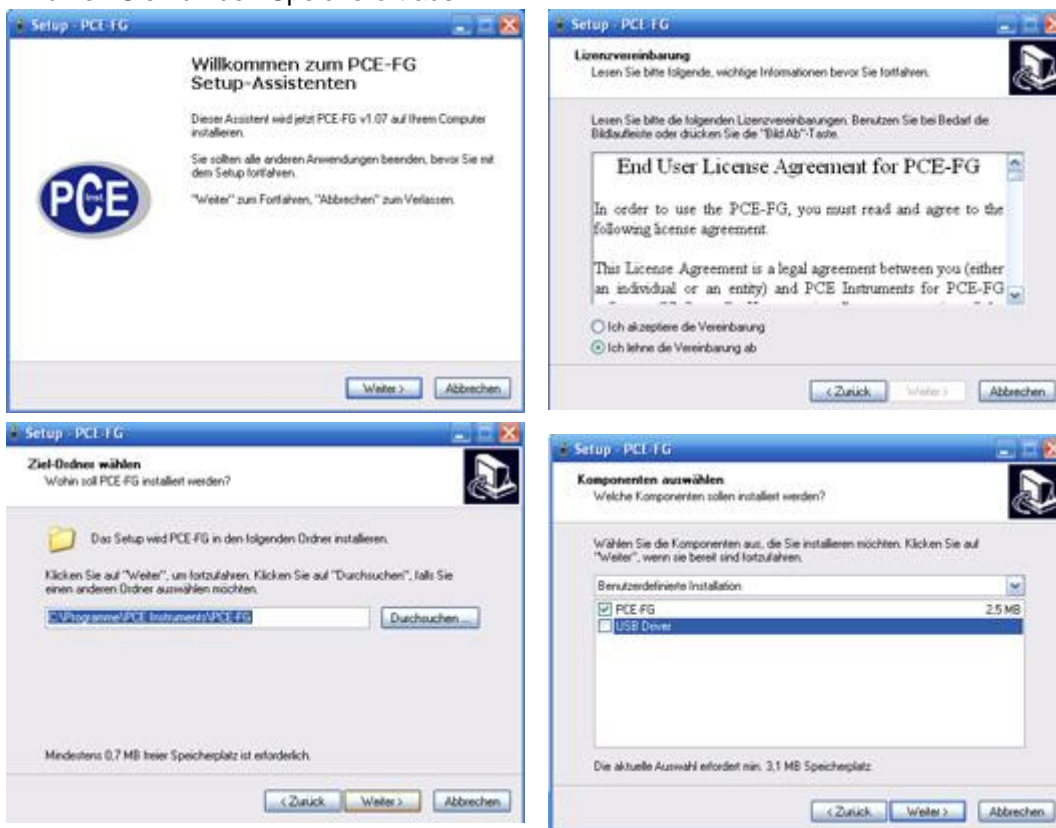 Setup - PCE-FG
Willkommen zum PCE-FG
Setup-Assistenten
Dieser Assistent wird jetzt PCE-FG v1.07 auf Ihrem Computer
installieren.
Sie sollten alle anderen Anwendungen beenden, bevor Sie mit
dem Setup fortfahren.
"Weiter" zum Fortfahren, "Abbrechen" zum Verlassen.
PCE
Inst.
Weiter >
Abbrechen
Setup - PCE-FG
Lizenzvereinbarung
Lesen Sie bitte folgende, wichtige Informationen bevor Sie fortfahren.
Lesen Sie bitte die folgenden Lizenzvereinbarungen. Benutzen Sie bei Bedarf die
Bildlaufleiste oder drücken Sie die "Bild Ab"-Taste.
End User License Agreement for PCE-FG
In order to use the PCE-FG, you must read and agree to the
following license agreement.
This License Agreement is a legal agreement between you (either
an individual or an entity) and PCE Instruments for PCE-FG
Ich akzeptiere die Vereinbarung
Ich lehne die Vereinbarung ab
< Zurück
Weiter >
Abbrechen
Setup - PCE-FG
Ziel-Ordner wählen
Wohin soll PCE-FG installiert werden?
Das Setup wird PCE-FG in den folgenden Ordner installieren.
Klicken Sie auf "Weiter", um fortzufahren. Klicken Sie auf "Durchsuchen", falls Sie
einen anderen Ordner auswählen möchten.
C:\Programme\PCE Instruments\PCE-FG
Durchsuchen ...
Mindestens 0,7 MB freier Speicherplatz ist erforderlich.
< Zurück
Weiter >
Abbrechen
Setup - PCE-FG
Komponenten auswählen
Welche Komponenten sollen installiert werden?
Wählen Sie die Komponenten aus, die Sie installieren möchten. Klicken Sie auf
"Weiter", wenn sie bereit sind fortzufahren.
Benutzerdefinierte Installation
PCE-FG 2.5 MB
USB Driver
Die aktuelle Auswahl erfordert min. 3,1 MB Speicherplatz.
< Zurück
Weiter >
Abbrechen